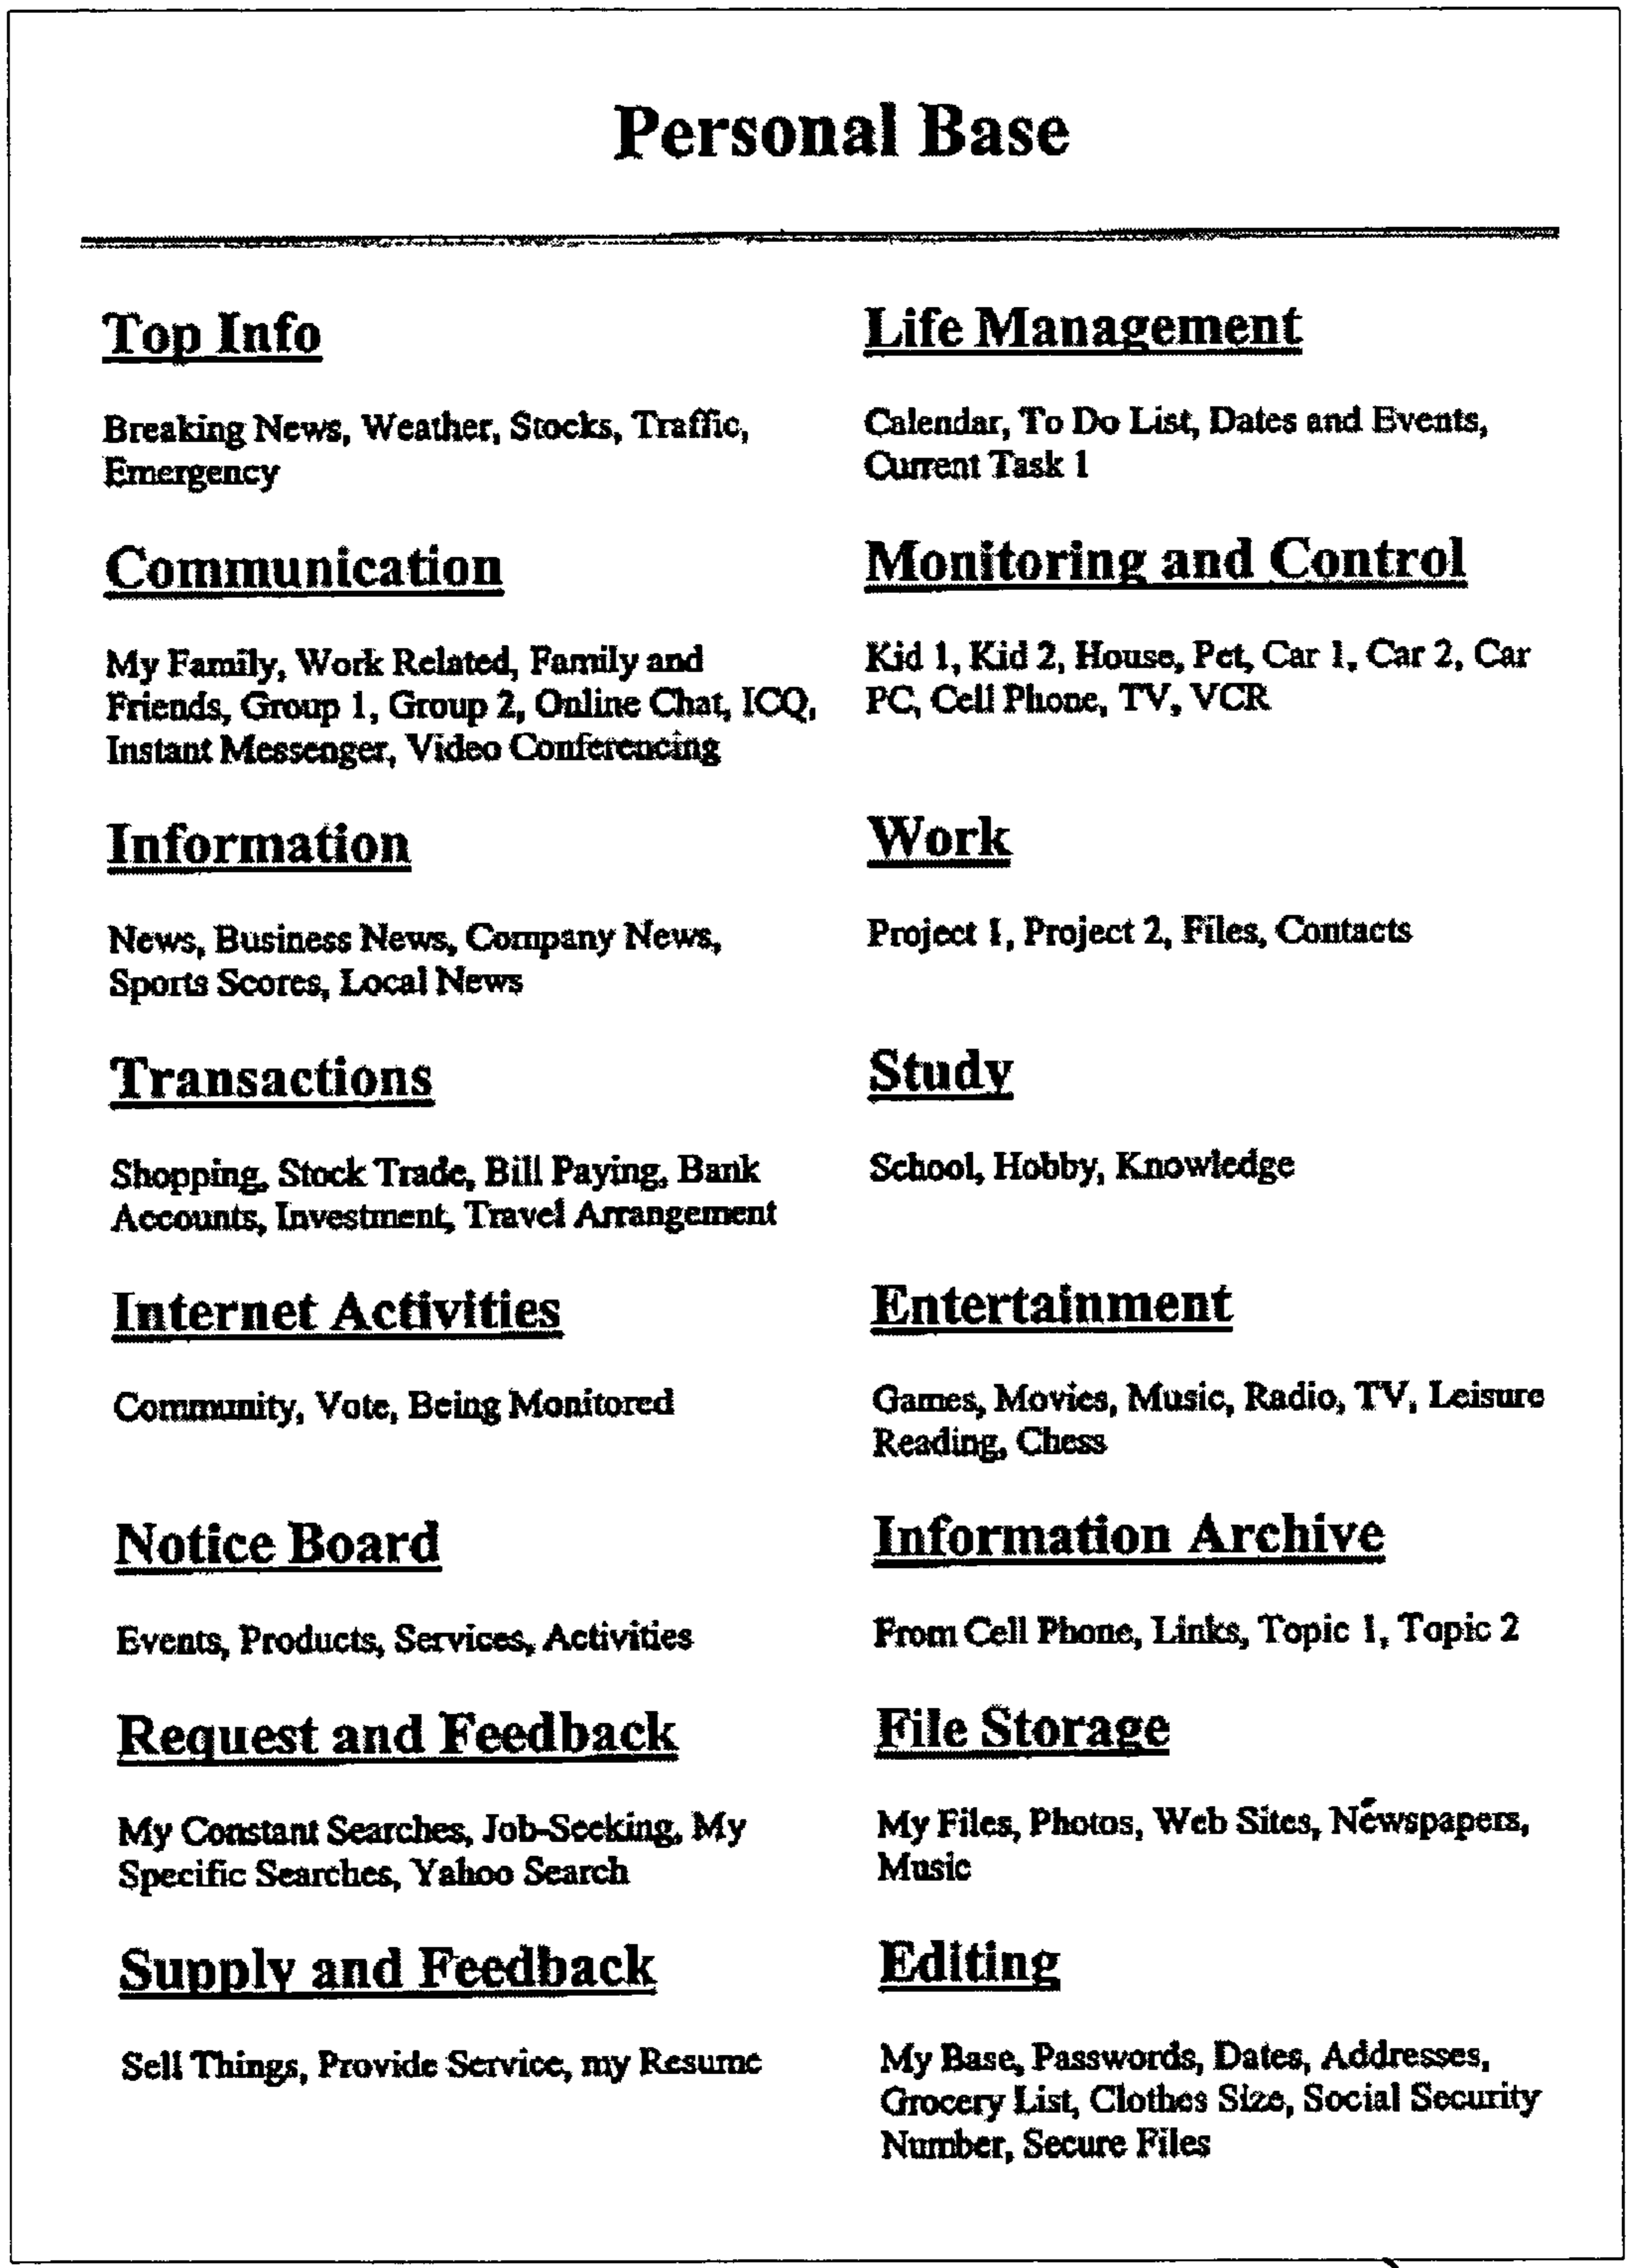 Personal Base
Top Info
Breaking News, Weather, Stocks, Traffic,
Emergency
Communication
My Family, Work Related, Family and
Friends, Group 1, Group 2, Online Chat, ICQ,
Instant Messenger, Video Conferencing
Information
News, Business News, Company News,
Sports Scores, Local News
Transactions
Shopping, Stock Trade, Bill Paying, Bank
Accounts, Investment, Travel Arrangement
Internet Activities
Community, Vote, Being Monitored
Notice Board
Events, Products, Services, Activities
Request and Feedback
My Constant Searches, Job-Seeking, My
Specific Searches, Yahoo Search
Supply and Feedback
Sell Things, Provide Service, my Resume
Life Management
Calendar, To Do List, Dates and Events,
Current Task 1
Monitoring and Control
Kid 1, Kid 2, House, Pet, Car 1, Car 2, Car
PC, Cell Phone, TV, VCR
Work
Project 1, Project 2, Files, Contacts
Study
School, Hobby, Knowledge
Entertainment
Games, Movies, Music, Radio, TV, Leisure
Reading, Chess
Information Archive
From Cell Phone, Links, Topic 1, Topic 2
File Storage
My Files, Photos, Web Sites, Newspapers,
Music
Editing
My Base, Passwords, Dates, Addresses,
Grocery List, Clothes Size, Social Security
Number, Secure Files